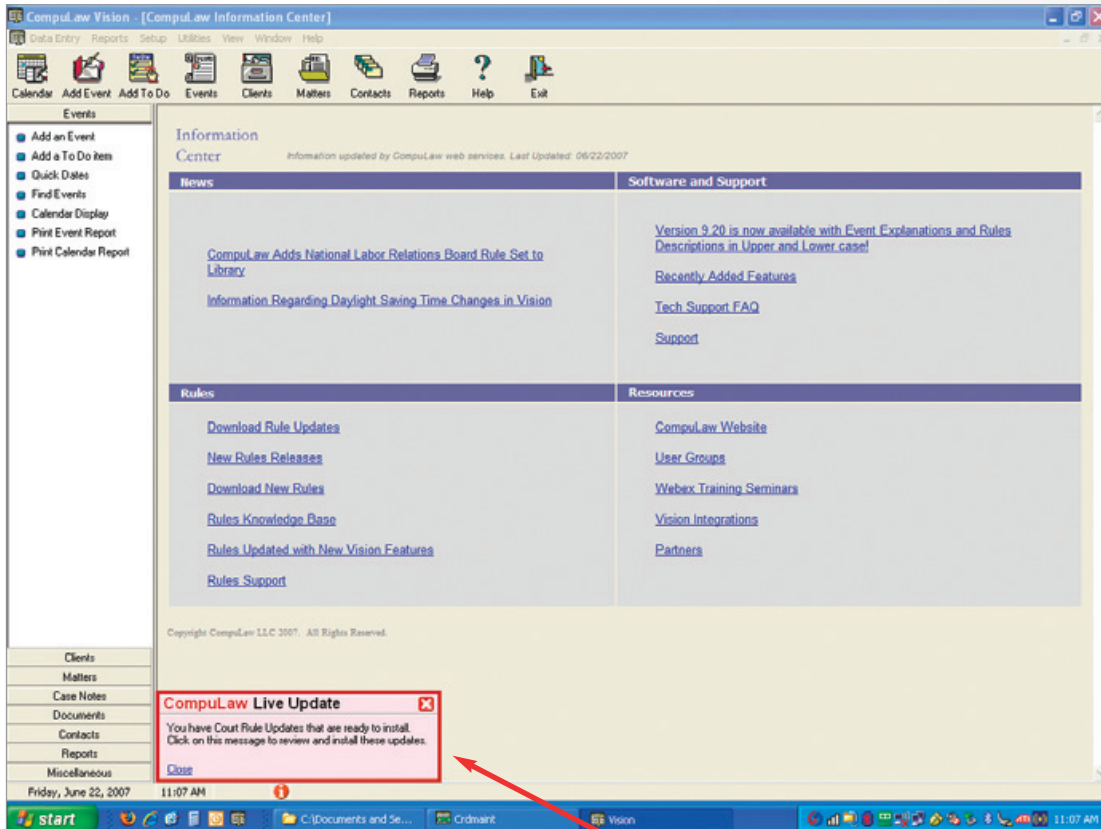 CompuLaw Vision - [CompuLaw Information Center]
Data Entry Reports Setup Utilities View Window Help
Calendar Add Event Add To Do Events Clients Matters Contacts Reports Help Exit
Events
Add an Event
Add a To Do item
Quick Dates
Find Events
Calendar Display
Print Event Report
Print Calendar Report
Information
Center
Information updated by CompuLaw web services. Last Updated: 06/22/2007
News
CompuLaw Adds National Labor Relations Board Rule Set to
Library
Information Regarding Daylight Saving Time Changes in Vision
Software and Support
Version 9.20 is now available with Event Explanations and Rules
Descriptions in Upper and Lower case!
Recently Added Features
Tech Support FAQ
Support
Rules
Download Rule Updates
New Rules Releases
Download New Rules
Rules Knowledge Base
Rules Updated with New Vision Features
Rules Support
Resources
CompuLaw Website
User Groups
Webex Training Seminars
Vision Integrations
Partners
Copyright CompuLaw LLC 2007. All Rights Reserved.
Clients
Matters
Case Notes
Documents
Contacts
Reports
Miscellaneous
CompuLaw Live Update
You have Court Rule Updates that are ready to install.
Click on this message to review and install these updates.
Close
Friday, June 22, 2007 11:07 AM
start C:\Documents and Se... Crdmaint Vision 11:07 AM